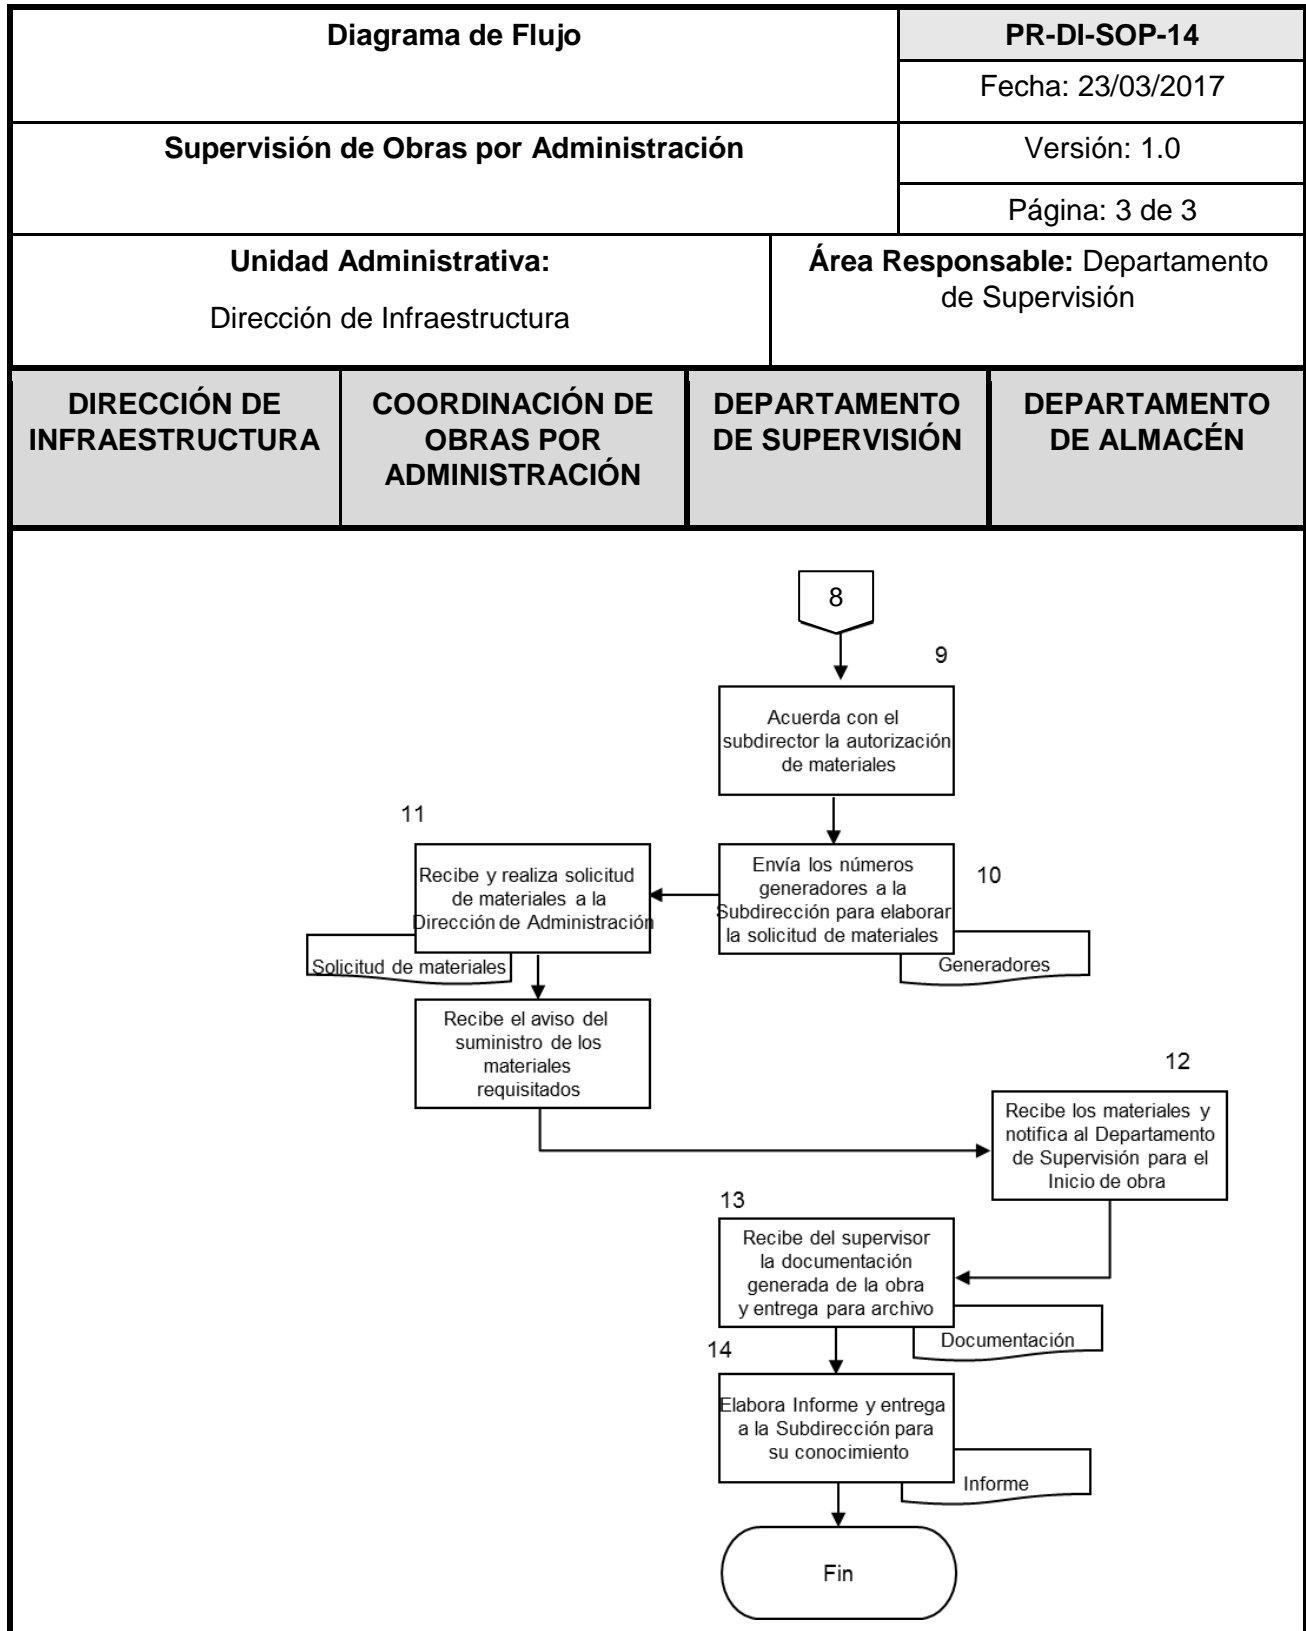 Diagrama de Flujo
PR-DI-SOP-14
Fecha: 23/03/2017
Supervisión de Obras por Administración
Versión: 1.0
Página: 3 de 3
Unidad Administrativa:
Dirección de Infraestructura
Área Responsable: Departamento
de Supervisión
DIRECCIÓN DE
INFRAESTRUCTURA
COORDINACIÓN DE
OBRAS POR
ADMINISTRACIÓN
DEPARTAMENTO
DE SUPERVISIÓN
DEPARTAMENTO
DE ALMACÉN
8
9
Acuerda con el
subdirector la autorización
de materiales
10
Envía los números
generadores a la
Subdirección para elaborar
la solicitud de materiales
Generadores
11
Recibe y realiza solicitud
de materiales a la
Dirección de Administración
Solicitud de materiales
Recibe el aviso del
suministro de los
materiales
requisitados
12
Recibe los materiales y
notifica al Departamento
de Supervisión para el
Inicio de obra
13
Recibe del supervisor
la documentación
generada de la obra
y entrega para archivo
Documentación
14
Elabora Informe y entrega
a la Subdirección para
su conocimiento
Informe
Fin